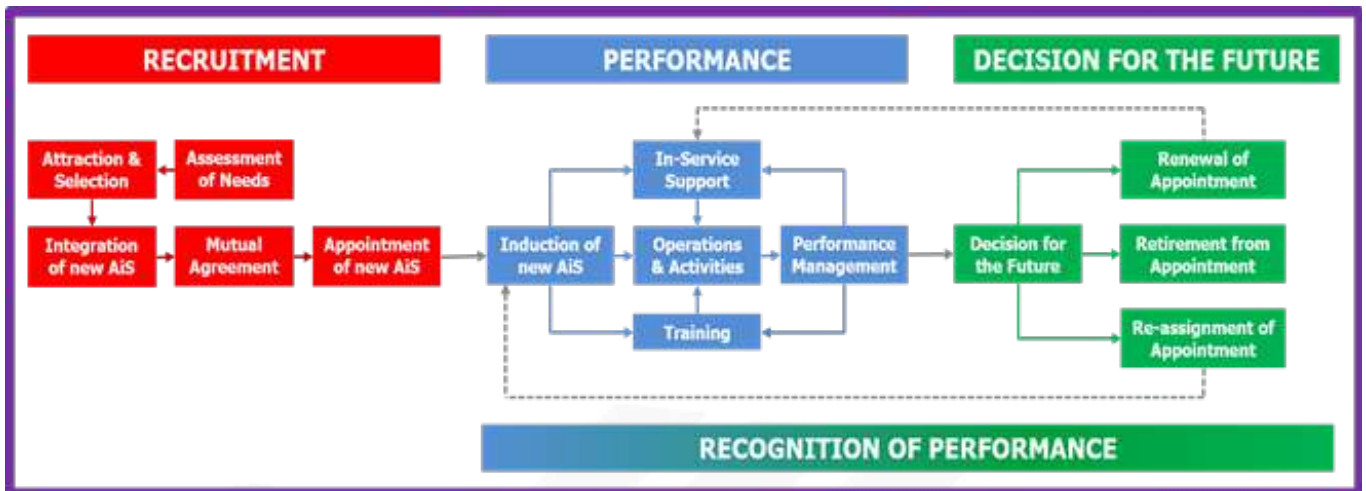 RECRUITMENT
PERFORMANCE
DECISION FOR THE FUTURE
Attraction &
Selection
Assessment
of Needs
In-Service
Support
Renewal of
Appointment
Integration
of new AiS
Mutual
Agreement
Appointment
of new AiS
Induction of
new AiS
Operations
& Activities
Performance
Management
Decision for
the Future
Retirement from
Appointment
Training
Re-assignment of
Appointment
RECOGNITION OF PERFORMANCE